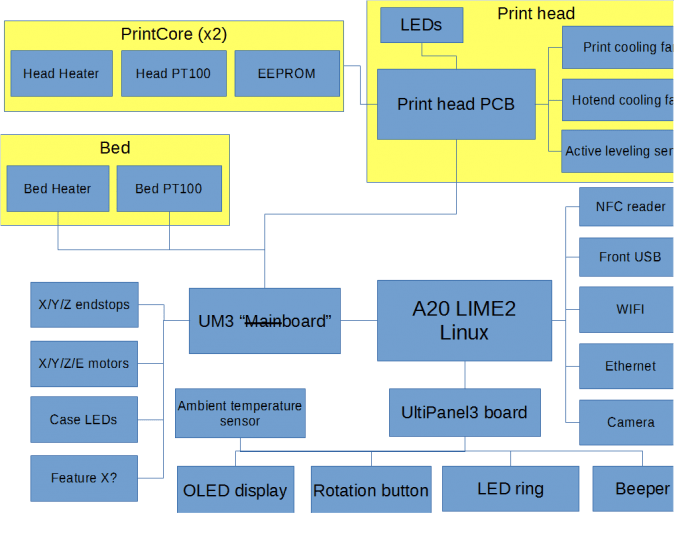 PrintCore (x2)
Head Heater
Head PT100
EEPROM
Print head
LEDs
Print head PCB
Print cooling fa
Hotend cooling fa
Active leveling sen
Bed
Bed Heater
Bed PT100
NFC reader
Front USB
WIFI
Ethernet
Camera
X/Y/Z endstops
X/Y/Z/E motors
Case LEDs
Feature X?
UM3 “Mainboard”
A20 LIME2
Linux
Ambient temperature
sensor
UltiPanel3 board
OLED display
Rotation button
LED ring
Beeper